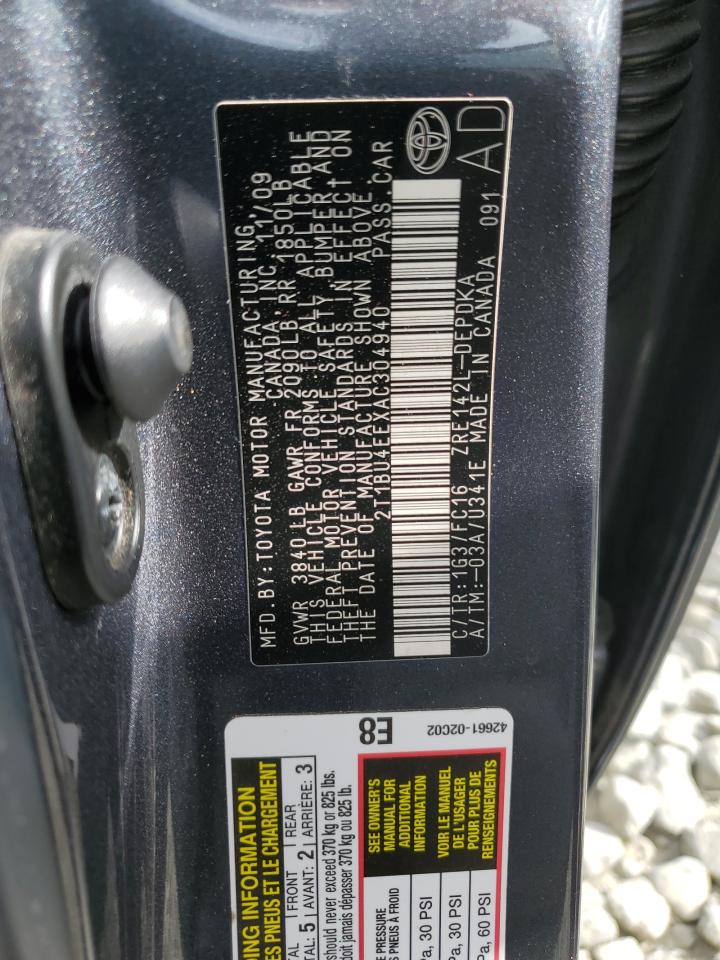 MFD.BY:TOYOTA MOTOR MANUFACTURING,
CANADA, INC. 11/09
GVWR 3840LB GAWR FR 2090LB RR 1850LB
THIS VEHICLE CONFORMS TO ALL APPLICABLE
FEDERAL MOTOR VEHICLE SAFETY, BUMPER AND
THEFT PREVENTION STANDARDS IN EFFECT ON
THE DATE OF MANUFACTURE SHOWN ABOVE.
2T1BU4EEXAC304940 PASS.CAR
C/TR:1G3/FC16 ZRE142L-DEPDKA
A/TM:-03A/U341E MADE IN CANADA 091
AD
E8
42661-02C02
DING INFORMATION
ES PNEUS ET LE CHARGEMENT
TAL FRONT REAR
TAL: 5 AVANT: 2 ARRIÈRE: 3
should never exceed 370 kg or 825 lbs.
doit jamais dépasser 370 kg ou 825 lb.
E PRESSURE
S PNEUS À FROID
Pa, 30 PSI
Pa, 30 PSI
Pa, 60 PSI
SEE OWNER'S
MANUAL FOR
ADDITIONAL
INFORMATION
VOIR LE MANUEL
DE L'USAGER
POUR PLUS DE
RENSEIGNEMENTS